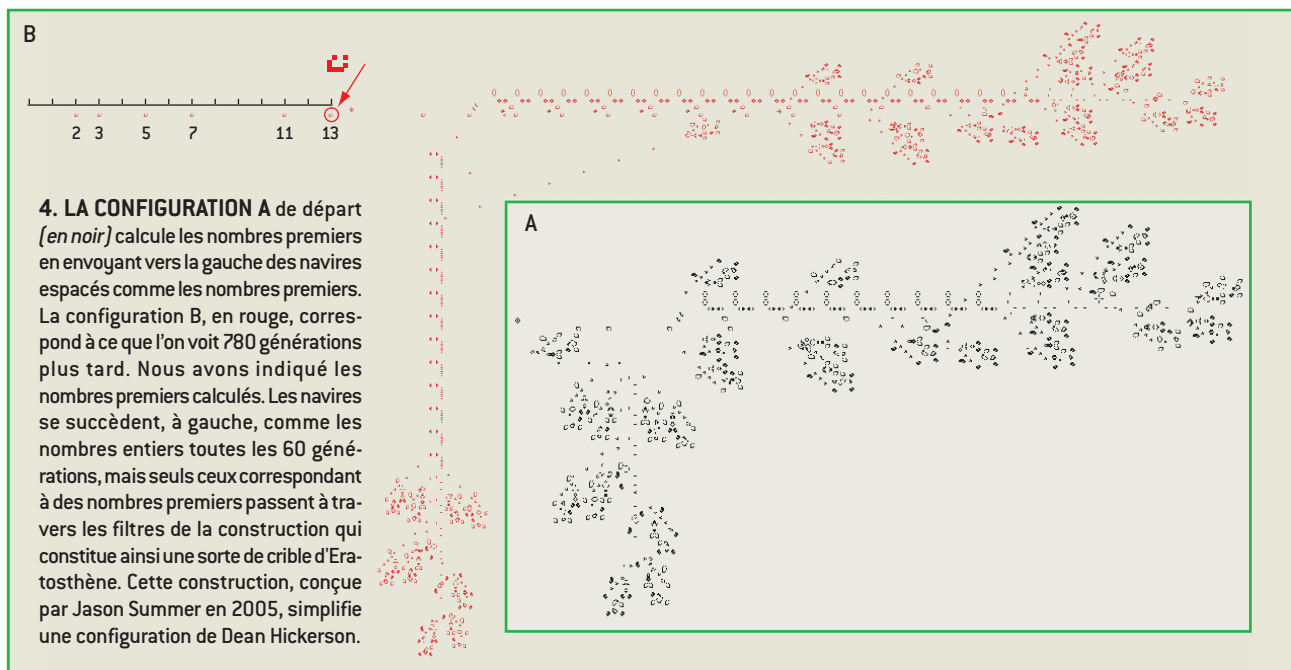 B
2 3 5 7 11 13
4. LA CONFIGURATION A de départ
(en noir) calcule les nombres premiers
en envoyant vers la gauche des navires
espacés comme les nombres premiers.
La configuration B, en rouge, corres-
pond à ce que l'on voit 780 générations
plus tard. Nous avons indiqué les
nombres premiers calculés. Les navires
se succèdent, à gauche, comme les
nombres entiers toutes les 60 géné-
rations, mais seuls ceux correspondant
à des nombres premiers passent à tra-
vers les filtres de la construction qui
constitue ainsi une sorte de crible d'Era-
tosthène. Cette construction, conçue
par Jason Summer en 2005, simplifie
une configuration de Dean Hickerson.
A